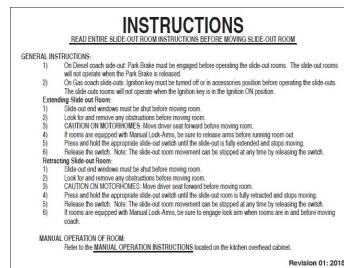 INSTRUCTIONS
READ ENTIRE SLIDE-OUT ROOM INSTRUCTIONS BEFORE MOVING SLIDE-OUT ROOM
GENERAL INSTRUCTIONS:
1) On Diesel coach side-out: Park Brake must be engaged before operating the slide-out rooms. The slide-out rooms
will not operate when the Park Brake is released.
2) On Gas coach slide-outs: Ignition key must be turned off or in accessories position before operating the slide-outs.
The slide-outs rooms will not operate when the Ignition key is in the Ignition ON position.
Extending Slide out Room:
1) Slide-out end windows must be shut before moving room.
2) Look for and remove any obstructions before moving room.
3) CAUTION ON MOTORHOMES: Move driver seat forward before moving room.
4) If rooms are equipped with Manual Lock-Arms, be sure to release arms before running room out.
5) Press and hold the appropriate slide-out switch until the slide-out is fully extended and stops moving.
6) Release the switch. Note: The slide-out room movement can be stopped at any time by releasing the switch.
Retracting Slide-out Room:
1) Slide-out end windows must be shut before moving room.
2) Look for and remove any obstructions before moving room.
3) CAUTION ON MOTORHOMES: Move driver seat forward before moving room.
4) Press and hold the appropriate slide-out switch until the slide-out room is fully retracted and stops moving.
5) Release the switch. Note: The slide-out room movement can be stopped at any time by releasing the switch.
6) If rooms are equipped with Manual Lock-Arms, be sure to engage lock arm when rooms are in and before moving
coach.
MANUAL OPERATION OF ROOM:
Refer to the MANUAL OPERATION INSTRUCTIONS located on the kitchen overhead cabinet.
Revision 01: 2018